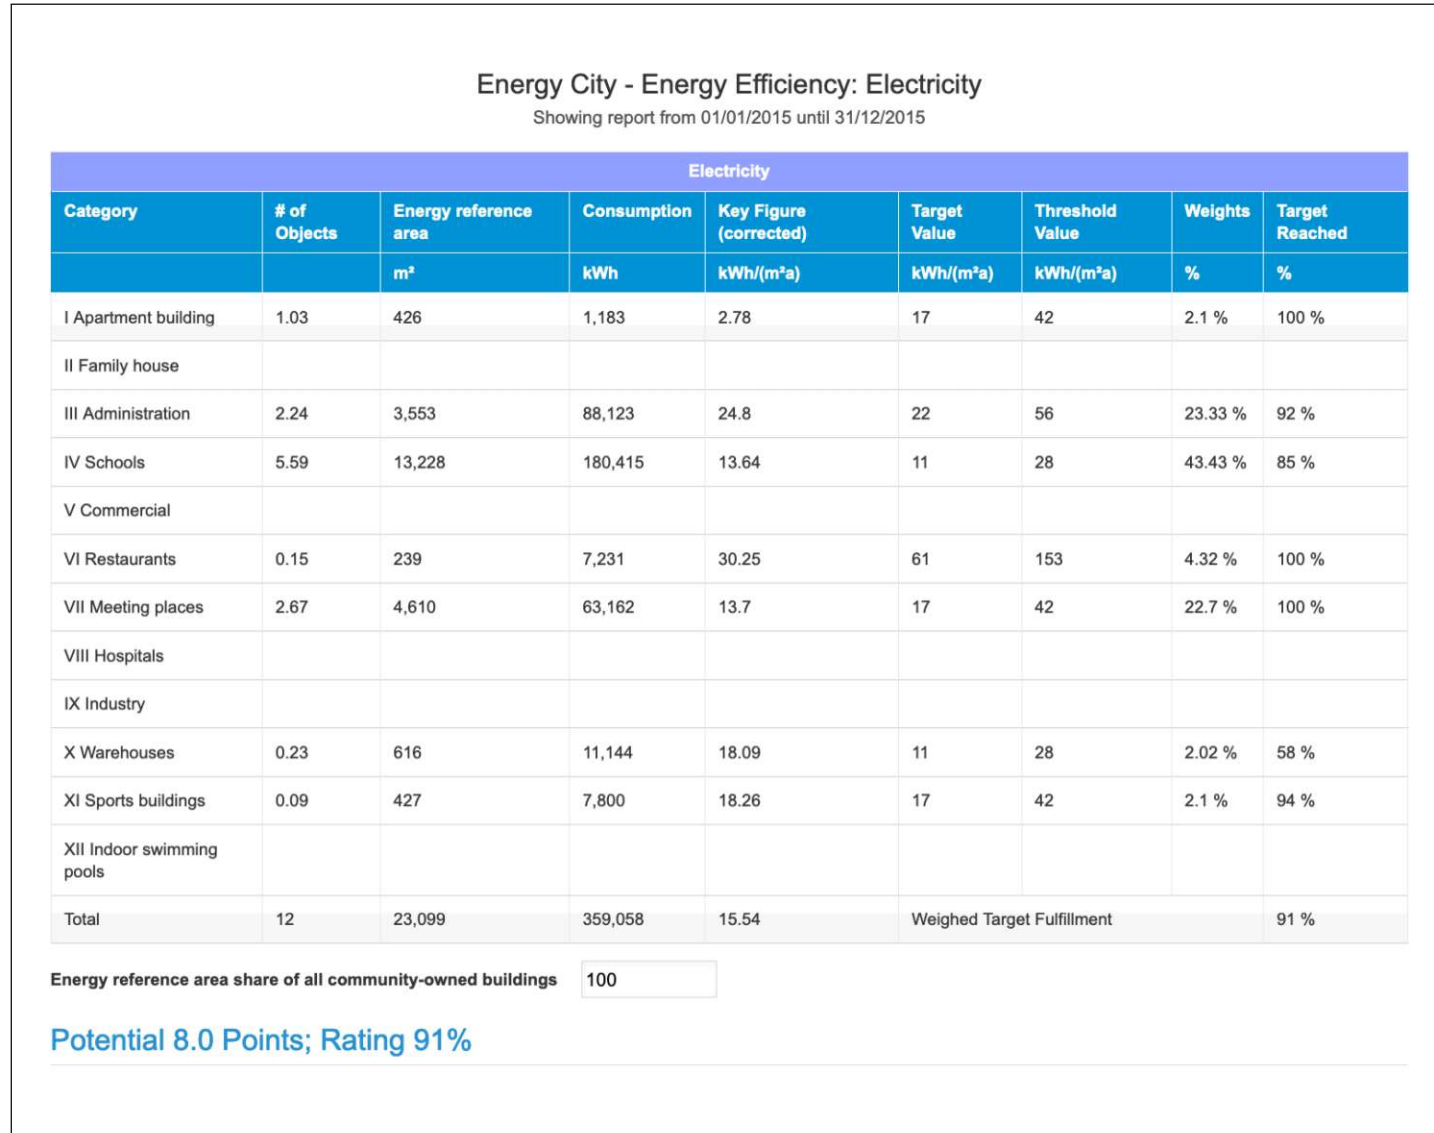 Energy City - Energy Efficiency: Electricity
Showing report from 01/01/2015 until 31/12/2015
Electricity
Category # of Objects Energy reference area Consumption Key Figure (corrected) Target Value Threshold Value Weights Target Reached
m² kWh kWh/(m²a) kWh/(m²a) kWh/(m²a) % %
I Apartment building 1.03 426 1,183 2.78 17 42 2.1 % 100 %
II Family house
III Administration 2.24 3,553 88,123 24.8 22 56 23.33 % 92 %
IV Schools 5.59 13,228 180,415 13.64 11 28 43.43 % 85 %
V Commercial
VI Restaurants 0.15 239 7,231 30.25 61 153 4.32 % 100 %
VII Meeting places 2.67 4,610 63,162 13.7 17 42 22.7 % 100 %
VIII Hospitals
IX Industry
X Warehouses 0.23 616 11,144 18.09 11 28 2.02 % 58 %
XI Sports buildings 0.09 427 7,800 18.26 17 42 2.1 % 94 %
XII Indoor swimming pools
Total 12 23,099 359,058 15.54 Weighed Target Fulfillment 91 %
Energy reference area share of all community-owned buildings 100
Potential 8.0 Points; Rating 91%